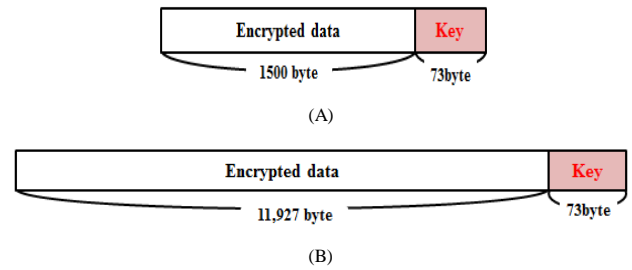 Encrypted data Key
1500 byte 73byte
(A)
Encrypted data Key
11,927 byte 73byte
(B)